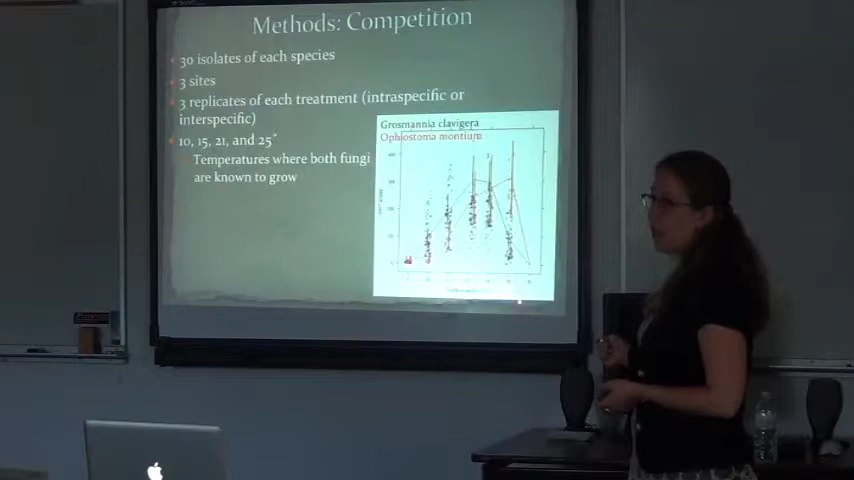 Methods: Competition
30 isolates of each species
3 sites
3 replicates of each treatment (intraspecific or
interspecific)
10, 15, 21, and 25°
Temperatures where both fungi
are known to grow
Grosmannia clavigera
Ophiostoma montium